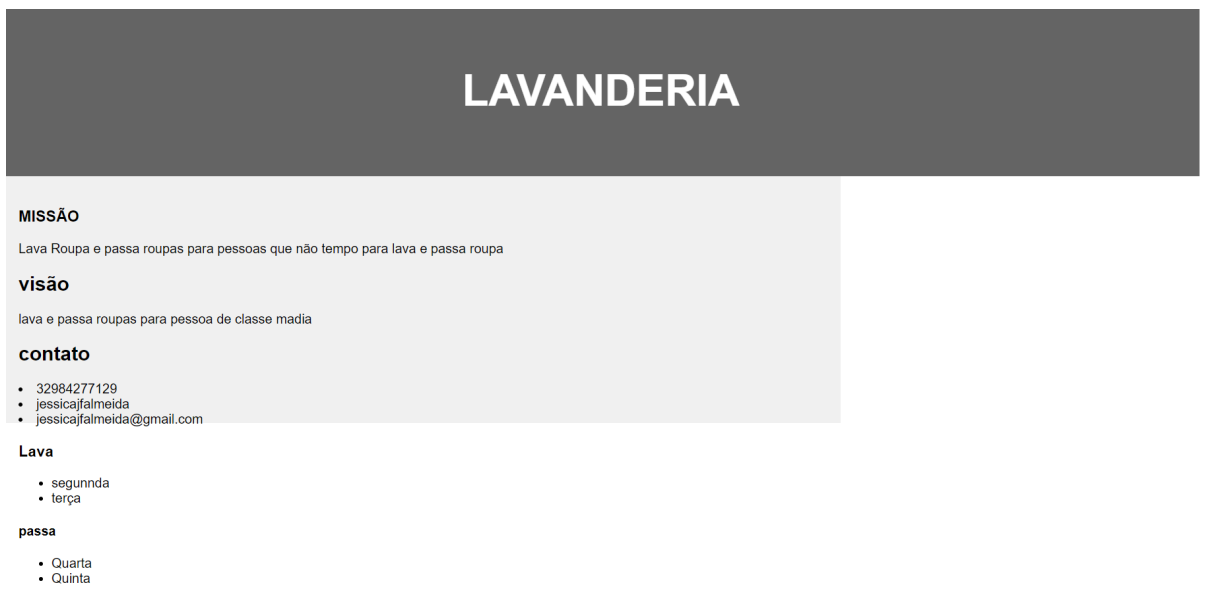 LAVANDERIA
MISSÃO
Lava Roupa e passa roupas para pessoas que não tempo para lava e passa roupa
visão
lava e passa roupas para pessoa de classe madia
contato
32984277129
jessicajfalmeida
jessicajfalmeida@gmail.com
Lava
segunnda
terça
passa
Quarta
Quinta